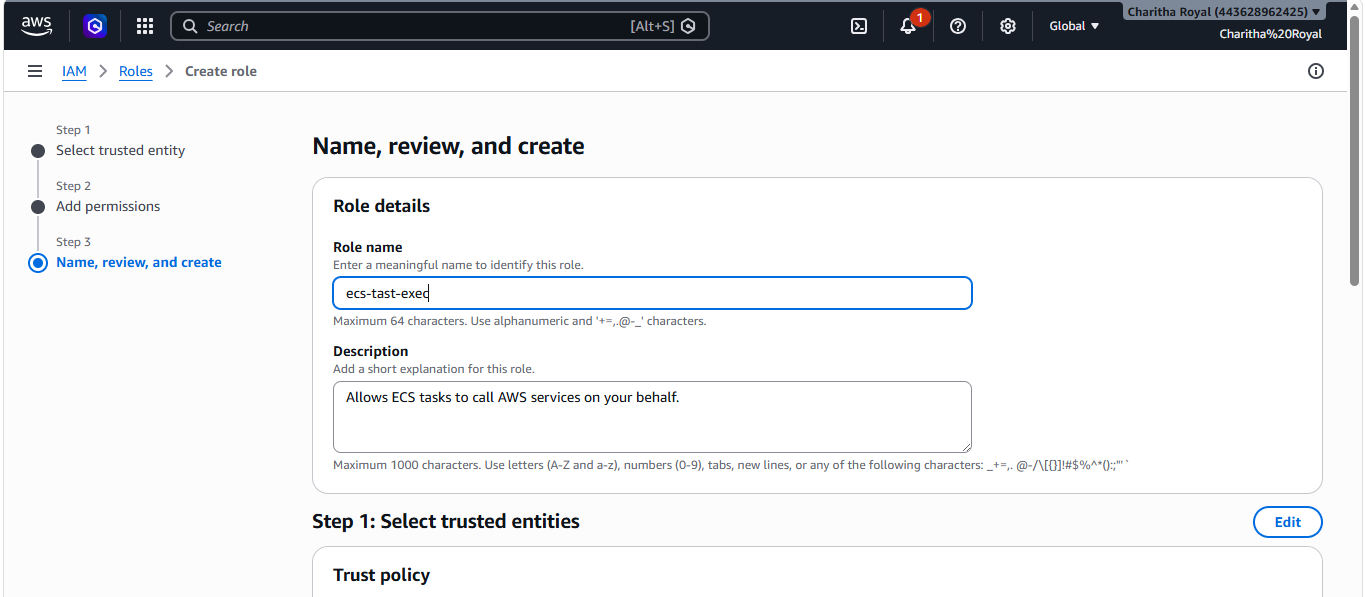 aws
Search [Alt+S]
1
Global
Charitha Royal (443628962425)
Charitha%20Royal
IAM
Roles
Create role
Step 1
Select trusted entity
Step 2
Add permissions
Step 3
Name, review, and create
Name, review, and create
Role details
Role name
Enter a meaningful name to identify this role.
ecs-tast-exec
Maximum 64 characters. Use alphanumeric and '+=,.@-_' characters.
Description
Add a short explanation for this role.
Allows ECS tasks to call AWS services on your behalf.
Maximum 1000 characters. Use letters (A-Z and a-z), numbers (0-9), tabs, new lines, or any of the following characters: _+=,. @-/\[{}]!#$%^*();:"'`
Step 1: Select trusted entities
Edit
Trust policy